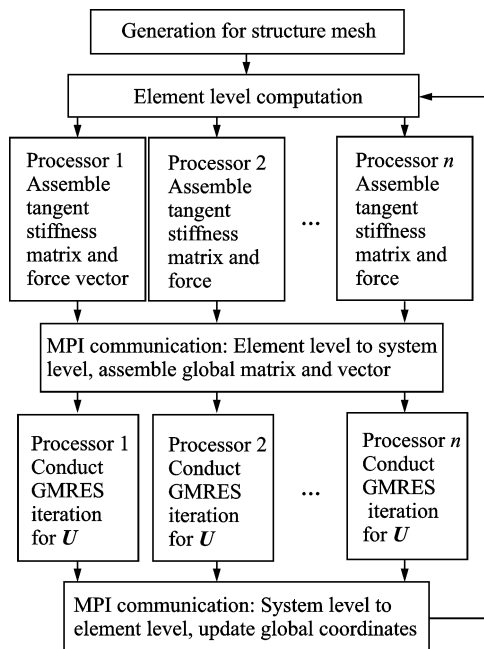 Generation for structure mesh
Element level computation
Processor 1
Assemble
tangent
stiffness
matrix and
force vector
Processor 2
Assemble
tangent
stiffness
matrix and
force
...
Processor n
Assemble
tangent
stiffness
matrix and
force
MPI communication: Element level to system
level, assemble global matrix and vector
Processor 1
Conduct
GMRES
iteration
for U
Processor 2
Conduct
GMRES
iteration
for U
...
Processor n
Conduct
GMRES
iteration
for U
MPI communication: System level to
element level, update global coordinates